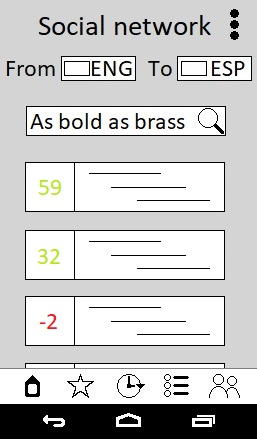 Social network
From ENG To ESP
As bold as brass
59
32
-2